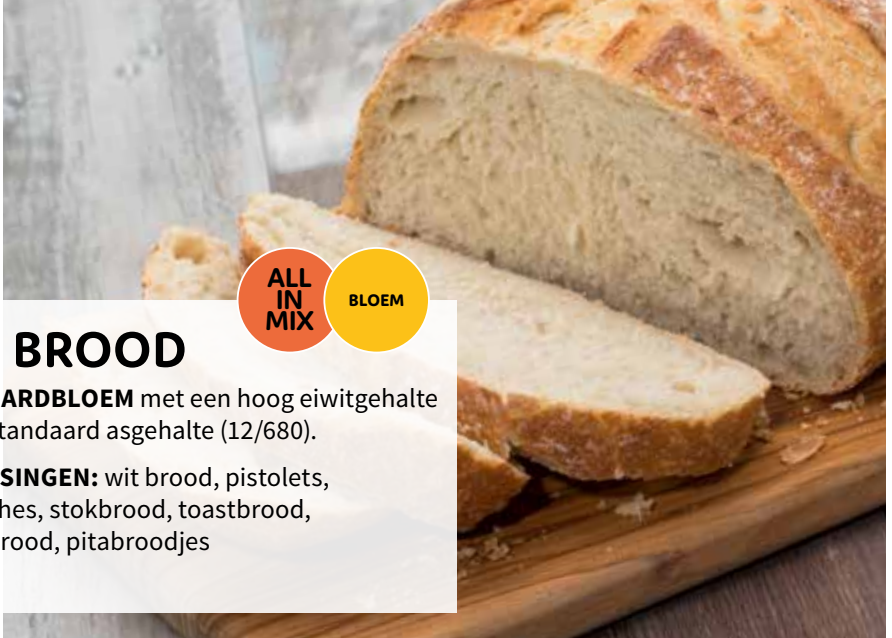 ALL
IN
MIX
BLOEM
BROOD
ARDBLOEM met een hoog eiwitgehalte
tandaard asgehalte (12/680).
SINGEN: wit brood, pistolets,
hes, stokbrood, toastbrood,
rood, pitabroodjes